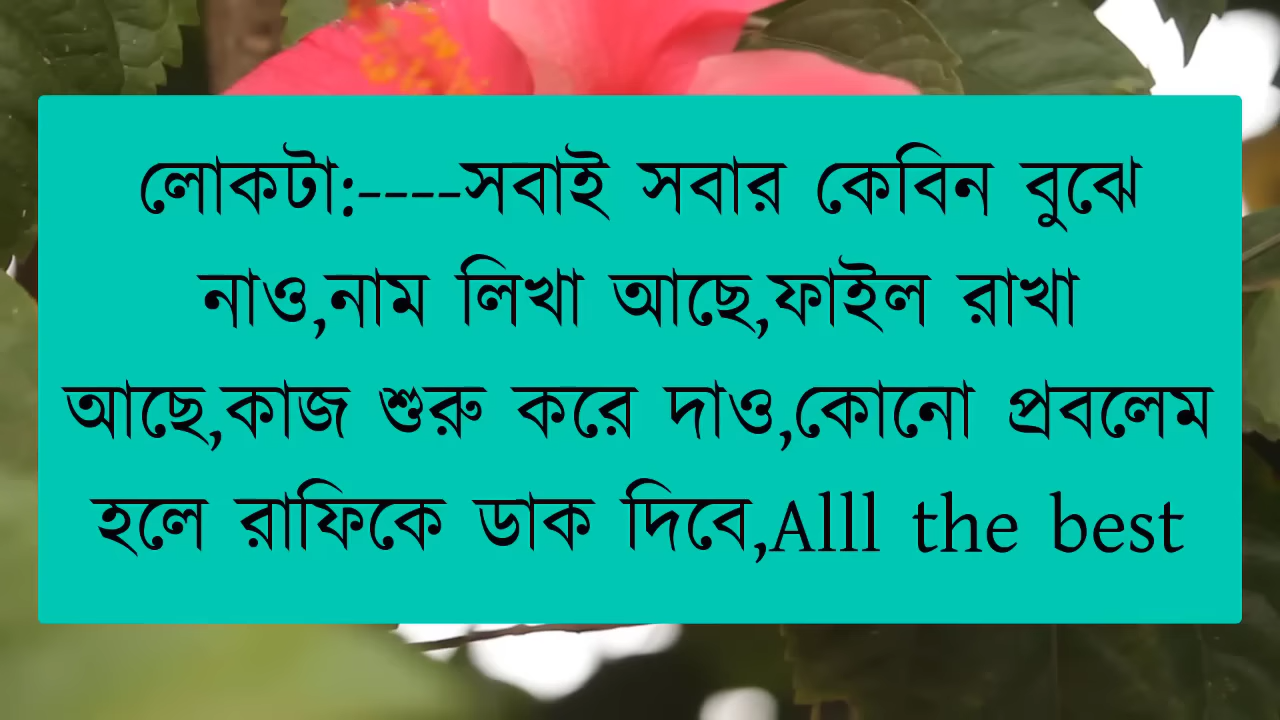 লোকটা:----সবাই সবার কেবিন বুঝে
নাও,নাম লিখা আছে,ফাইল রাখা
আছে,কাজ শুরু করে দাও,কোনো প্রবলেম
হলে রাফিকে ডাক দিবে,Alll the best